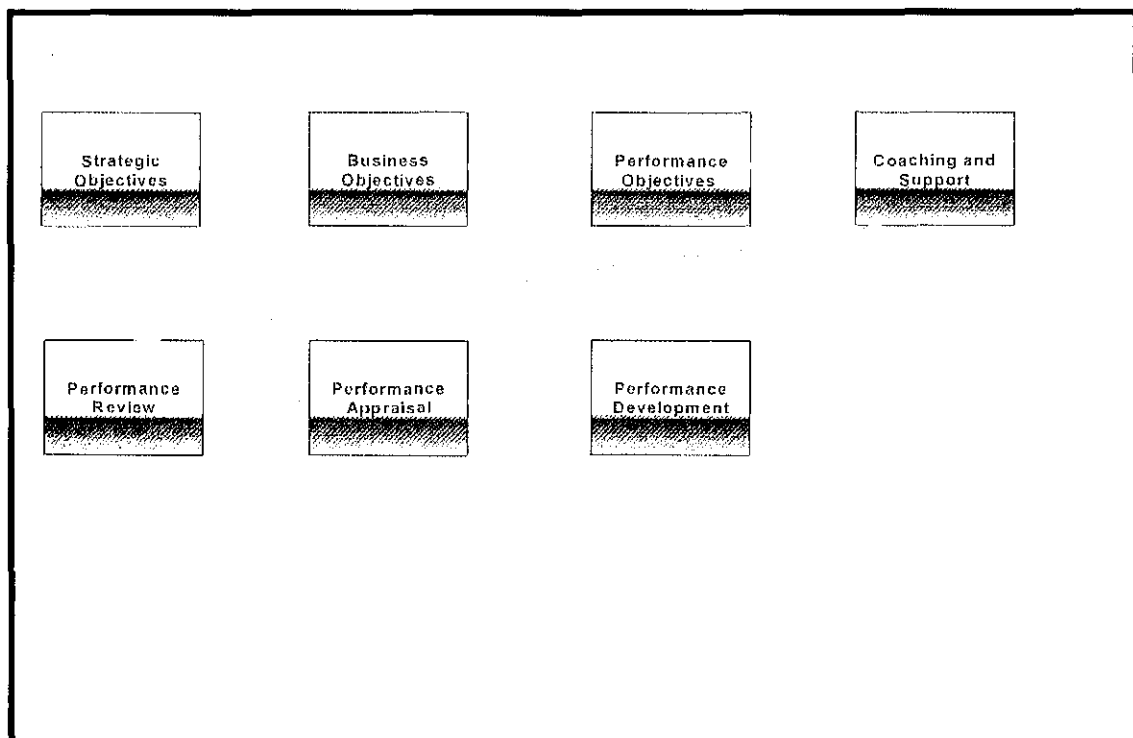 Strategic
Objectives
Business
Objectives
Performance
Objectives
Coaching and
Support
Performance
Review
Performance
Appraisal
Performance
Development